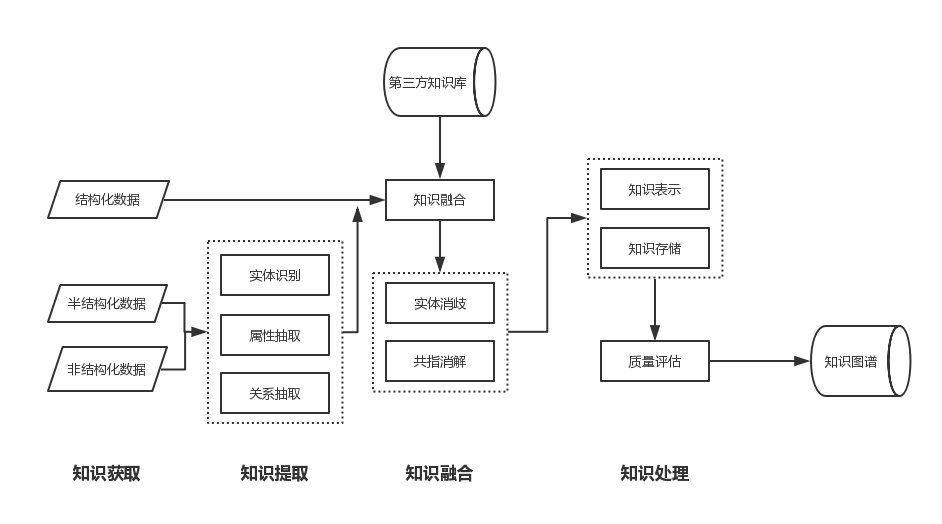 第三方知识库
结构化数据
知识融合
知识表示
知识存储
实体识别
半结构化数据
属性抽取
非结构化数据
关系抽取
实体消歧
共指消解
质量评估
知识图谱
知识获取
知识提取
知识融合
知识处理